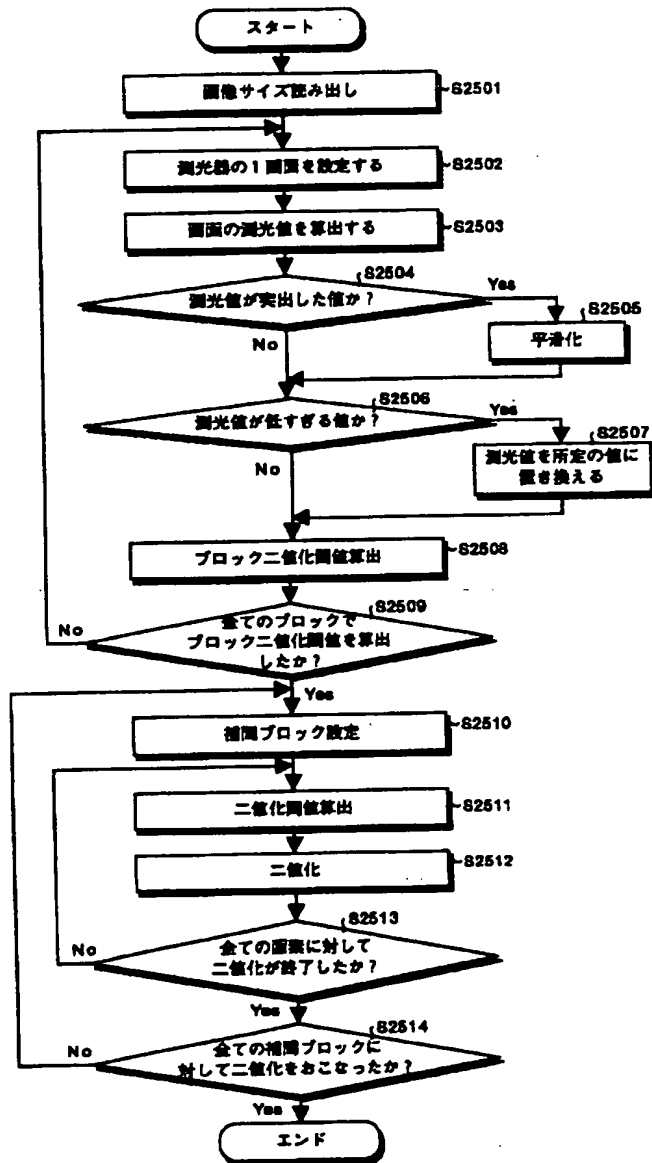 スタート
画像サイズ読み出し
S2501
測光器の1画面を設定する
S2502
画面の測光値を算出する
S2503
S2504
測光値が突出した値か?
Yes
S2505
平滑化
No
S2506
測光値が低すぎる値か?
Yes
S2507
測光値を所定の値に
置き換える
No
ブロック二値化閾値算出
S2508
S2509
全てのブロックで
ブロック二値化閾値を算出
したか?
No
Yes
補間ブロック設定
S2510
二値化閾値算出
S2511
二値化
S2512
S2513
全ての画素に対して
二値化が終了したか?
No
Yes
S2514
全ての補間ブロックに
対して二値化をおこなったか?
No
Yes
エンド